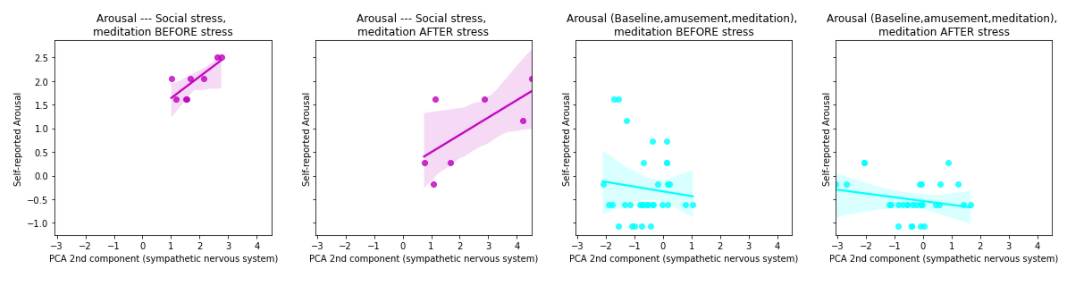 Arousal --- Social stress,
meditation BEFORE stress
Self-reported Arousal
2.5
2.0
1.5
1.0
0.5
0.0
−0.5
−1.0
−3 −2 −1 0 1 2 3 4
PCA 2nd component (sympathetic nervous system)
Arousal --- Social stress,
meditation AFTER stress
Self-reported Arousal
−3 −2 −1 0 1 2 3 4
PCA 2nd component (sympathetic nervous system)
Arousal (Baseline,amusement,meditation),
meditation BEFORE stress
Self-reported Arousal
−3 −2 −1 0 1 2 3 4
PCA 2nd component (sympathetic nervous system)
Arousal (Baseline,amusement,meditation),
meditation AFTER stress
Self-reported Arousal
−3 −2 −1 0 1 2 3 4
PCA 2nd component (sympathetic nervous system)